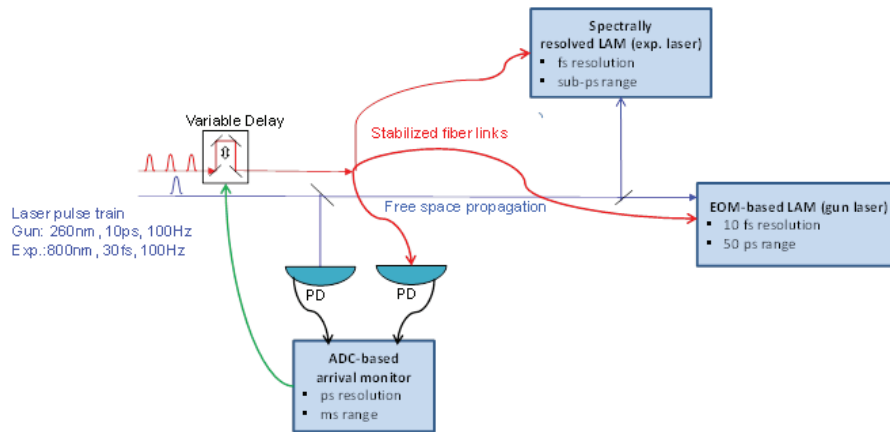 Spectrally
resolved LAM (exp. laser)
▪ fs resolution
▪ sub-ps range
Variable Delay
Stabilized fiber links
Laser pulse train
Gun: 260nm , 10ps, 100Hz
Exp.:800nm , 30fs, 100Hz
Free space propagation
EOM-based LAM (gun laser)
▪ 10 fs resolution
▪ 50 ps range
PD
PD
ADC-based
arrival monitor
▪ ps resolution
▪ ms range